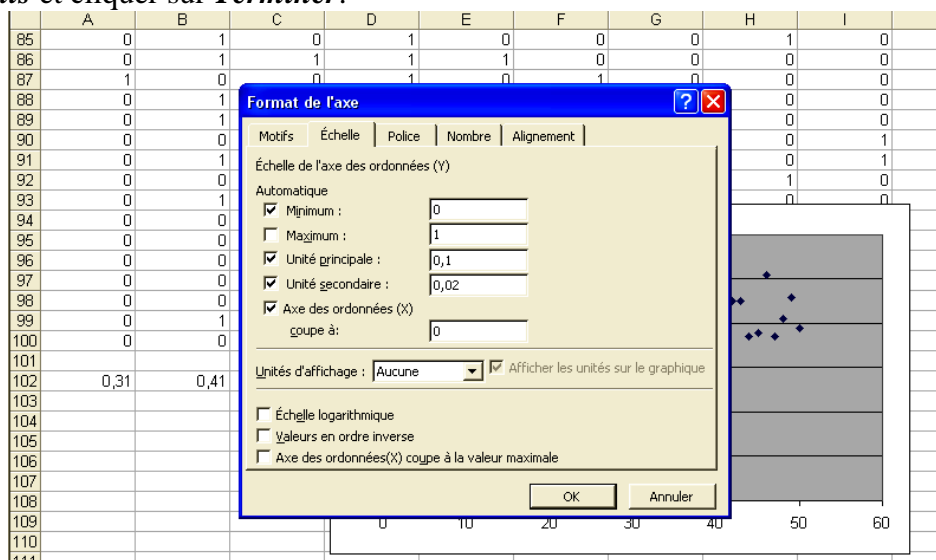 et cliquer sur Terminer.
A B C D E F G H I
85 0 1 0 1 0 0 0 1 0
86 0 1 1 1 1 0 0 0 0
87 1 0 0 1 0 1 0 0 0
88 0 1 0 0
89 0 1 0 0
90 0 0 0 1
91 0 1 0 1
92 0 0 1 0
93 0 1 0 0
94 0 0
95 0 0
96 0 0
97 0 0
98 0 0
99 0 1
100 0 0
101
102 0,31 0,41
103
104
105
106
107
108
109
110
111
Format de l'axe
Motifs Échelle Police Nombre Alignement
Échelle de l'axe des ordonnées (Y)
Automatique
Minimum : 0
Maximum : 1
Unité principale : 0,1
Unité secondaire : 0,02
Axe des ordonnées (X)
coupe à: 0
Unités d'affichage : Aucune Afficher les unités sur le graphique
Échelle logarithmique
Valeurs en ordre inverse
Axe des ordonnées(X) coupe à la valeur maximale
OK Annuler
0 10 20 30 40 50 60